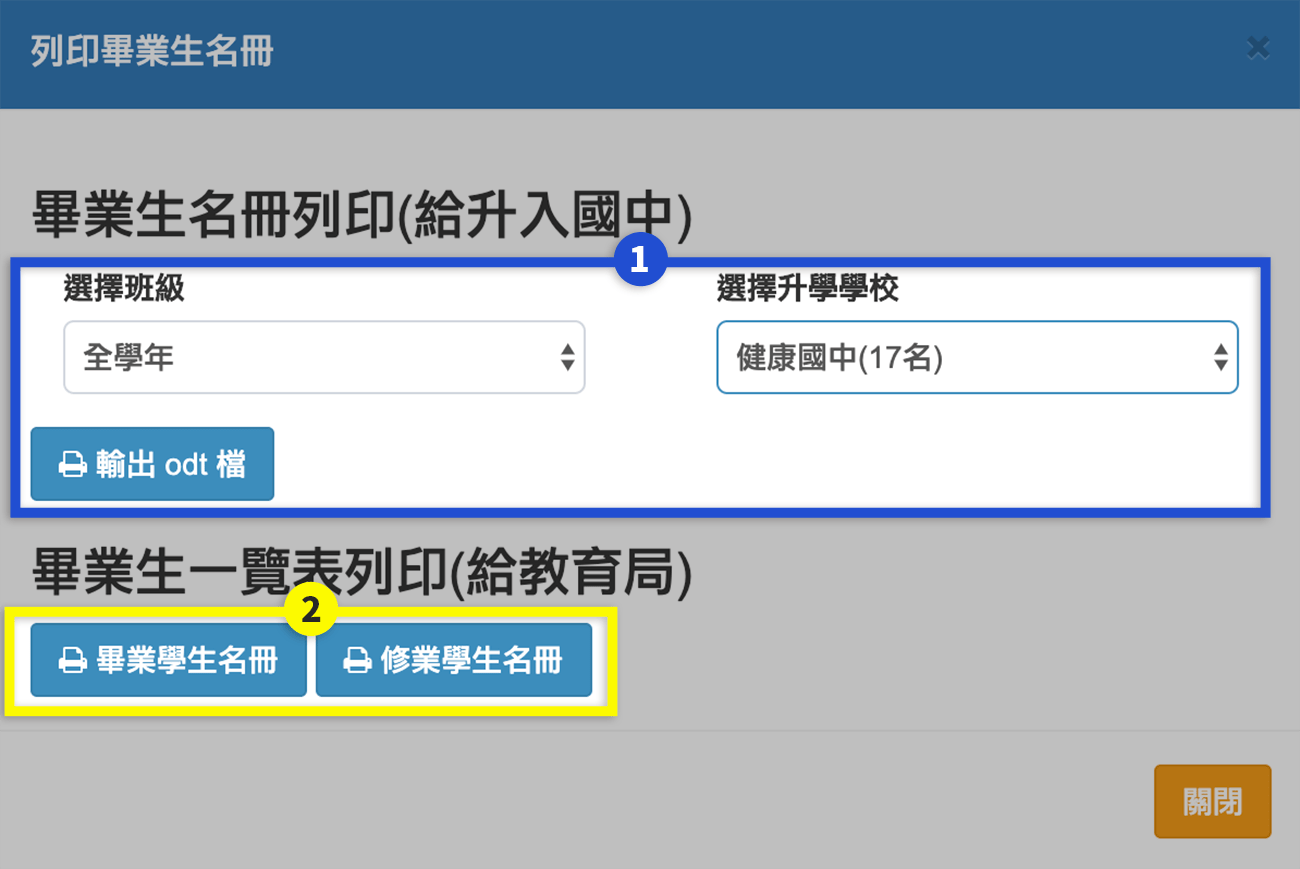 列印畢業生名冊
×
畢業生名冊列印(給升入國中)
1
選擇班級
選擇升學學校
全學年
健康國中(17名)
輸出 odt 檔
畢業生一覽表列印(給教育局)
2
畢業學生名冊
修業學生名冊
關閉